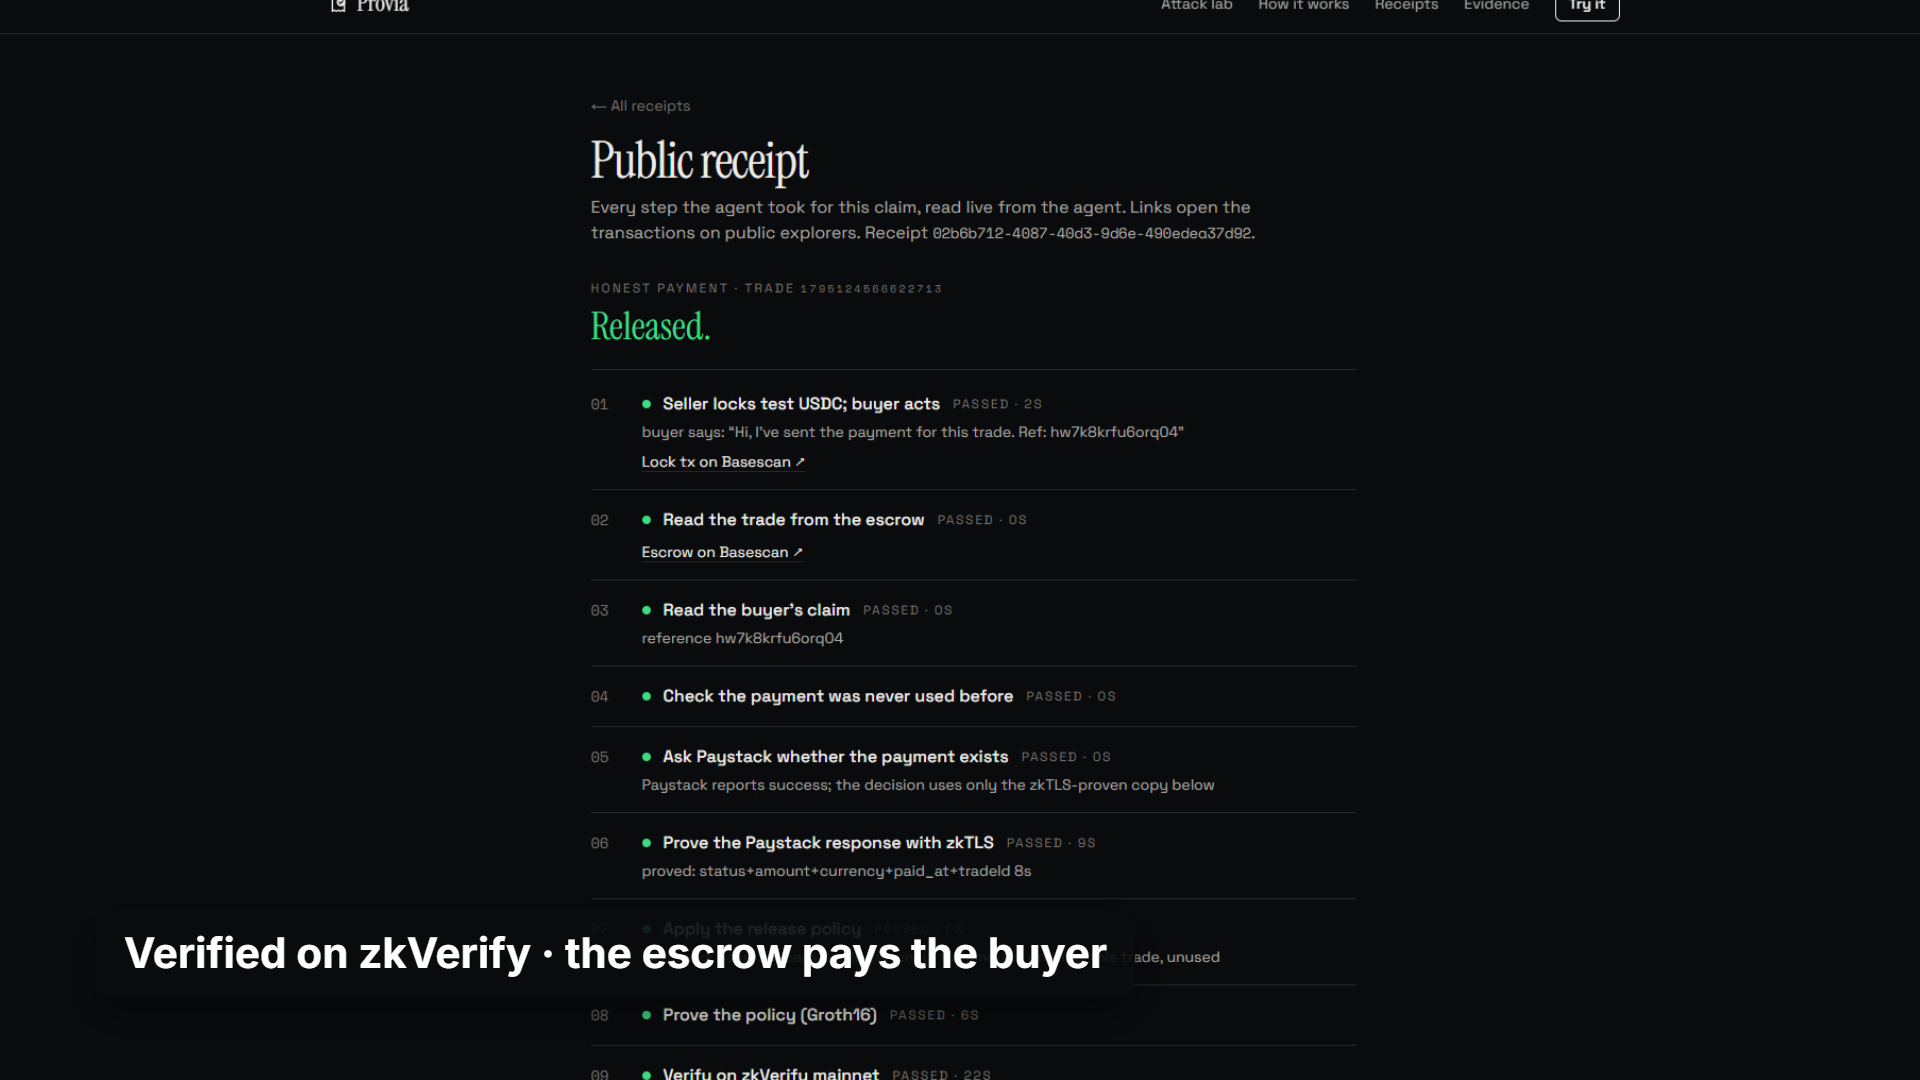 Provia
Attack lab
How it works
Receipts
Evidence
Try it
← All receipts
Public receipt
Every step the agent took for this claim, read live from the agent. Links open the
transactions on public explorers. Receipt 02b6b712-4087-40d3-9d6e-490edea37d92.
HONEST PAYMENT · TRADE 1795124566622713
Released.
01 Seller locks test USDC; buyer acts PASSED · 2S
buyer says: “Hi, I’ve sent the payment for this trade. Ref: hw7k8krfu6orq04”
Lock tx on Basescan ↗
02 Read the trade from the escrow PASSED · 0S
Escrow on Basescan ↗
03 Read the buyer’s claim PASSED · 0S
reference hw7k8krfu6orq04
04 Check the payment was never used before PASSED · 0S
05 Ask Paystack whether the payment exists PASSED · 0S
Paystack reports success; the decision uses only the zkTLS-proven copy below
06 Prove the Paystack response with zkTLS PASSED · 9S
proved: status+amount+currency+paid_at+tradeId 8s
07 Apply the release policy PASSED · 0S
Verified on zkVerify · the escrow pays the buyer
trade, unused
08 Prove the policy (Groth16) PASSED · 6S
09 Verify on zkVerify mainnet PASSED · 22S